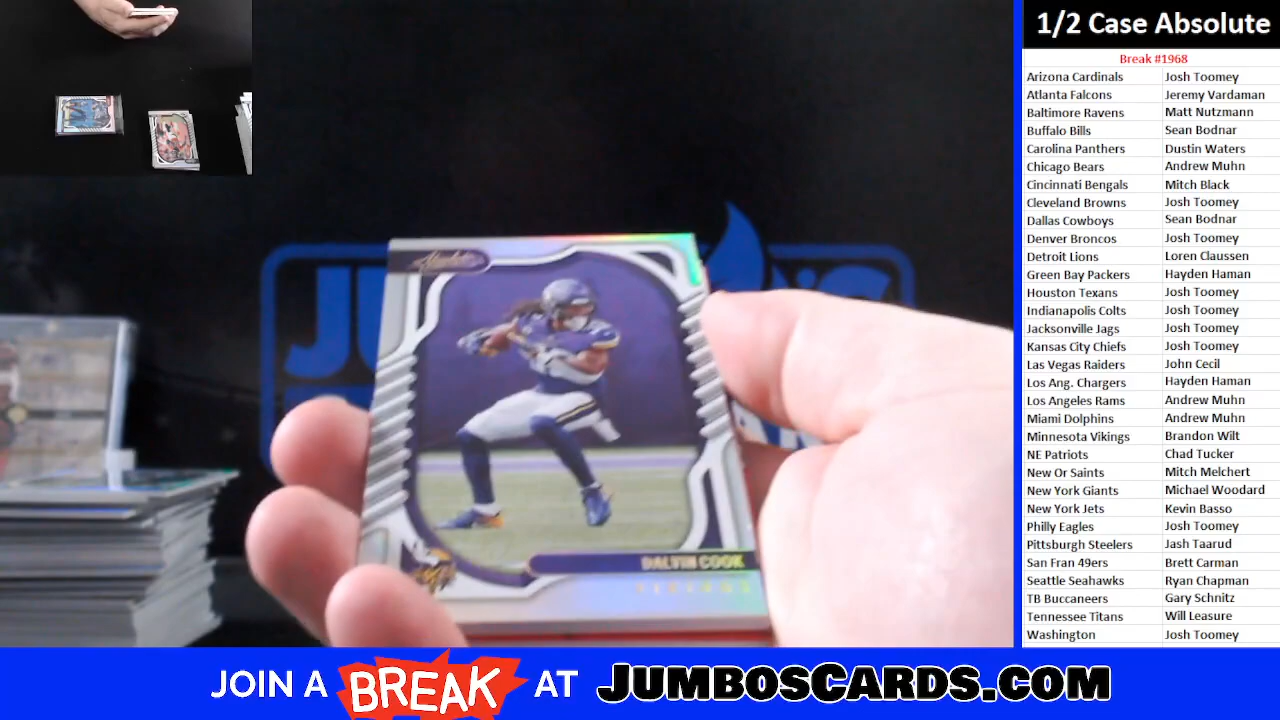 1/2 Case Absolute
Break #1968
Arizona Cardinals Josh Toomey
Atlanta Falcons Jeremy Vardaman
Baltimore Ravens Matt Nutzmann
Buffalo Bills Sean Bodnar
Carolina Panthers Dustin Waters
Chicago Bears Andrew Muhn
Cincinnati Bengals Mitch Black
Cleveland Browns Josh Toomey
Dallas Cowboys Sean Bodnar
Denver Broncos Josh Toomey
Detroit Lions Loren Claussen
Green Bay Packers Hayden Haman
Houston Texans Josh Toomey
Indianapolis Colts Josh Toomey
Jacksonville Jags Josh Toomey
Kansas City Chiefs Josh Toomey
Las Vegas Raiders John Cecil
Los Ang. Chargers Hayden Haman
Los Angeles Rams Andrew Muhn
Miami Dolphins Andrew Muhn
Minnesota Vikings Brandon Wilt
NE Patriots Chad Tucker
New Or Saints Mitch Melchert
New York Giants Michael Woodard
New York Jets Kevin Basso
Philly Eagles Josh Toomey
Pittsburgh Steelers Jash Taarud
San Fran 49ers Brett Carman
Seattle Seahawks Ryan Chapman
TB Buccaneers Gary Schnitz
Tennessee Titans Will Leasure
Washington Josh Toomey
Absolute
DALVIN COOK
VIKINGS
JOIN A BREAK AT JUMBOSCARDS.COM